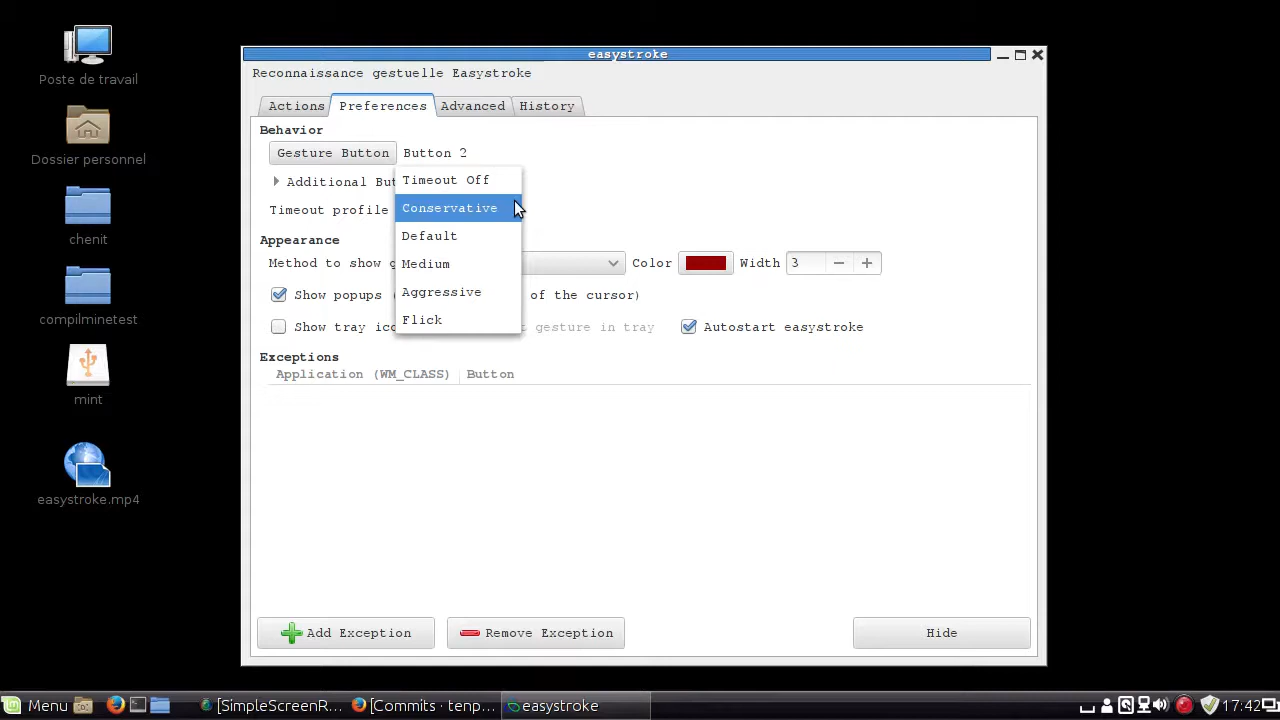 Poste de travail
Dossier personnel
chenit
compilminetest
mint
easystroke.mp4
easystroke
Reconnaissance gestuelle Easystroke
Actions
Preferences
Advanced
History
Behavior
Gesture Button
Button 2
Additional But
Timeout profile
Timeout Off
Conservative
Default
Medium
Aggressive
Flick
Appearance
Method to show g
Color
Width
3
Show popups (
of the cursor)
Show tray ico
t gesture in tray
Autostart easystroke
Exceptions
Application (WM_CLASS)
Button
Add Exception
Remove Exception
Hide
Menu
[SimpleScreenR...
[Commits · tenp...
easystroke
17:42